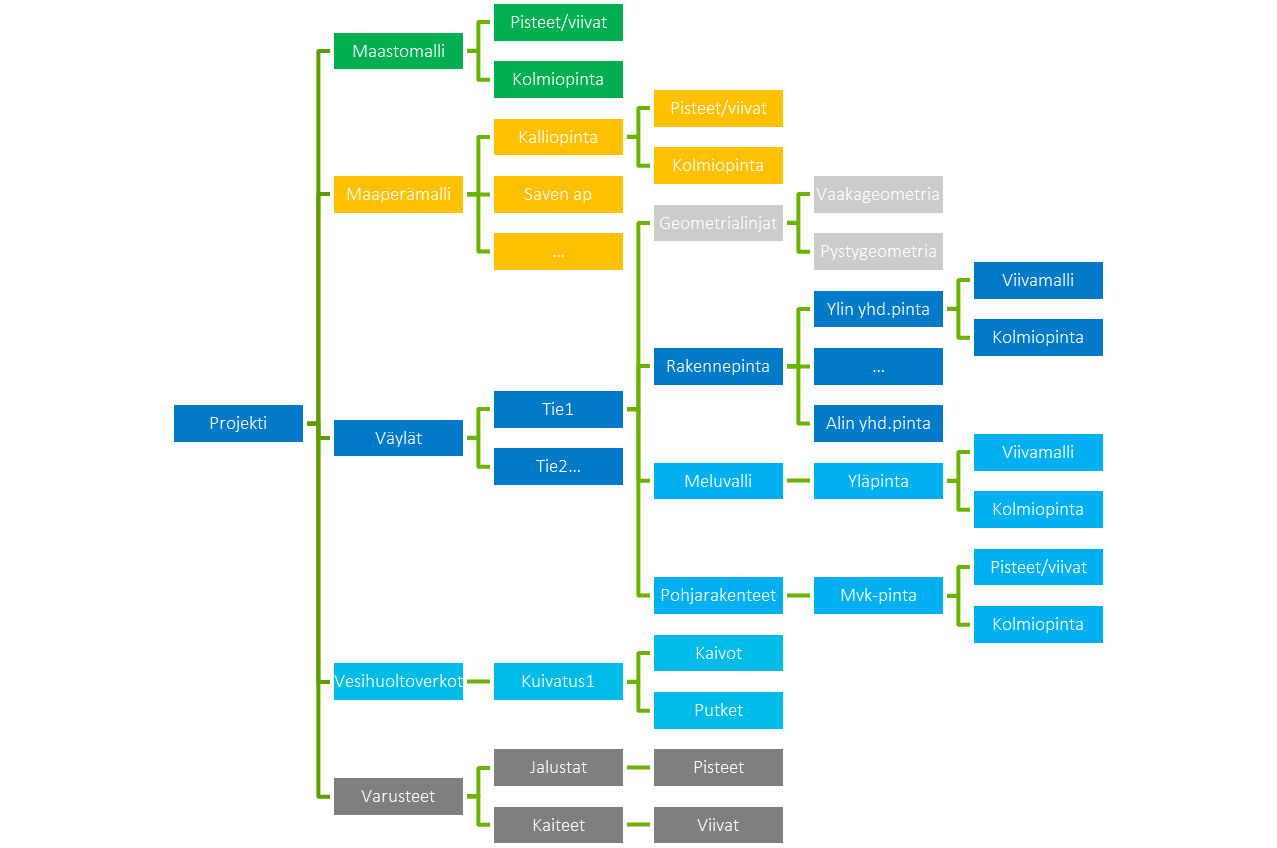 Projekti
Maastomalli
Pisteet/viivat
Kolmiopinta
Maaperämalli
Kalliopinta
Pisteet/viivat
Kolmiopinta
Saven ap
...
Väylät
Tie1
Geometrialinjat
Vaakageometria
Pystygeometria
Rakennepinta
Ylin yhd.pinta
Viivamalli
Kolmiopinta
...
Alin yhd.pinta
Meluvalli
Yläpinta
Viivamalli
Kolmiopinta
Pohjarakenteet
Mvk-pinta
Pisteet/viivat
Kolmiopinta
Tie2...
Vesihuoltoverkot
Kuivatus1
Kaivot
Putket
Varusteet
Jalustat
Pisteet
Kaiteet
Viivat